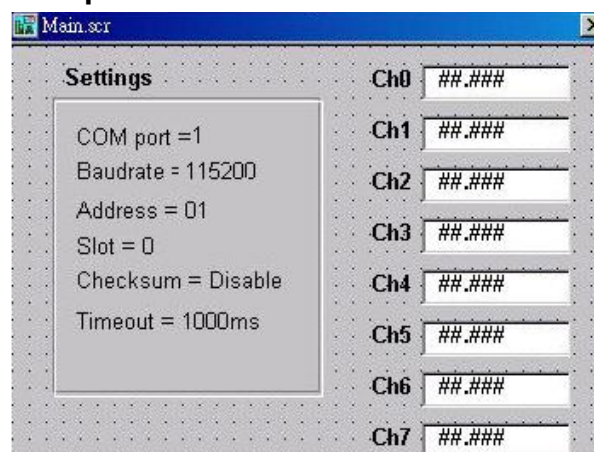 Main.scr
Settings
COM port =1
Baudrate = 115200
Address = 01
Slot = 0
Checksum = Disable
Timeout = 1000ms
Ch0 ##.###
Ch1 ##.###
Ch2 ##.###
Ch3 ##.###
Ch4 ##.###
Ch5 ##.###
Ch6 ##.###
Ch7 ##.###